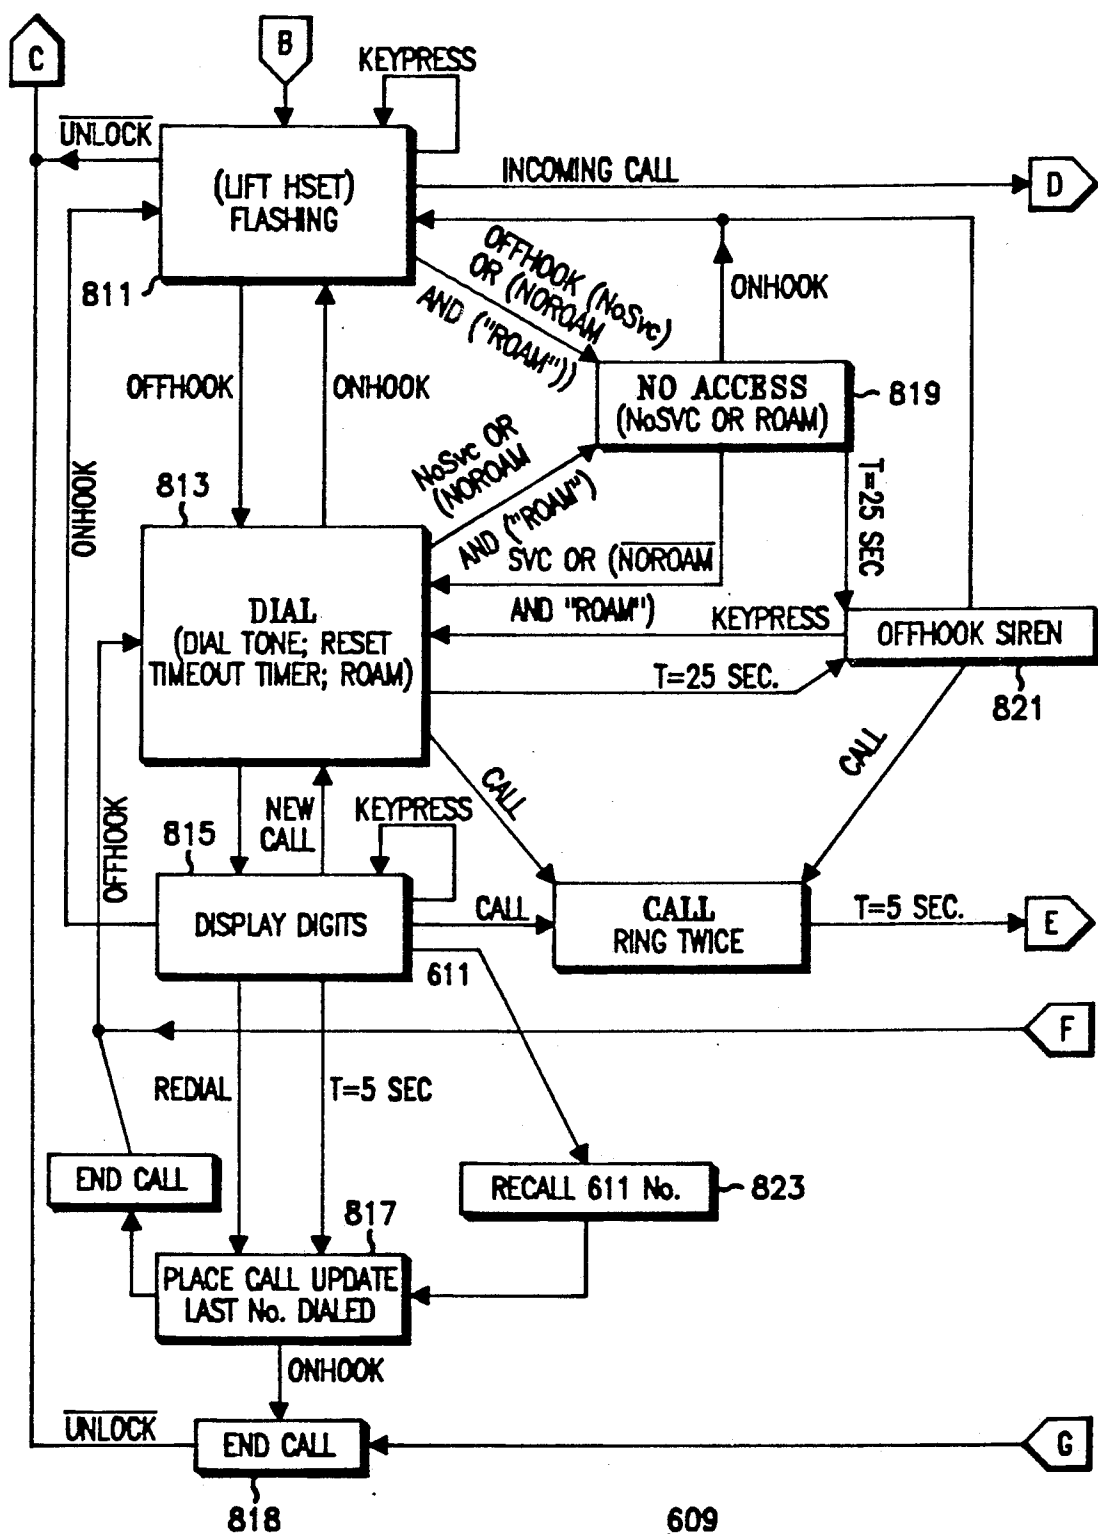 C
B
KEYPRESS
UNLOCK
(LIFT HSET)
FLASHING
INCOMING CALL
D
811
OFFHOOK (NoSvc)
OR (NOROAM
AND ("ROAM"))
ONHOOK
OFFHOOK
ONHOOK
NO ACCESS
(NoSVC OR ROAM)
819
ONHOOK
813
NoSvc OR
(NOROAM
AND ("ROAM")
T=25 SEC
SVC OR (NOROAM
AND "ROAM")
DIAL
(DIAL TONE; RESET
TIMEOUT TIMER; ROAM)
KEYPRESS
OFFHOOK SIREN
T=25 SEC.
821
CALL
CALL
OFFHOOK
NEW
CALL
KEYPRESS
815
DISPLAY DIGITS
CALL
CALL
RING TWICE
T=5 SEC.
E
611
F
REDIAL
T=5 SEC
END CALL
RECALL 611 No.
823
817
PLACE CALL UPDATE
LAST No. DIALED
ONHOOK
UNLOCK
END CALL
G
818
609